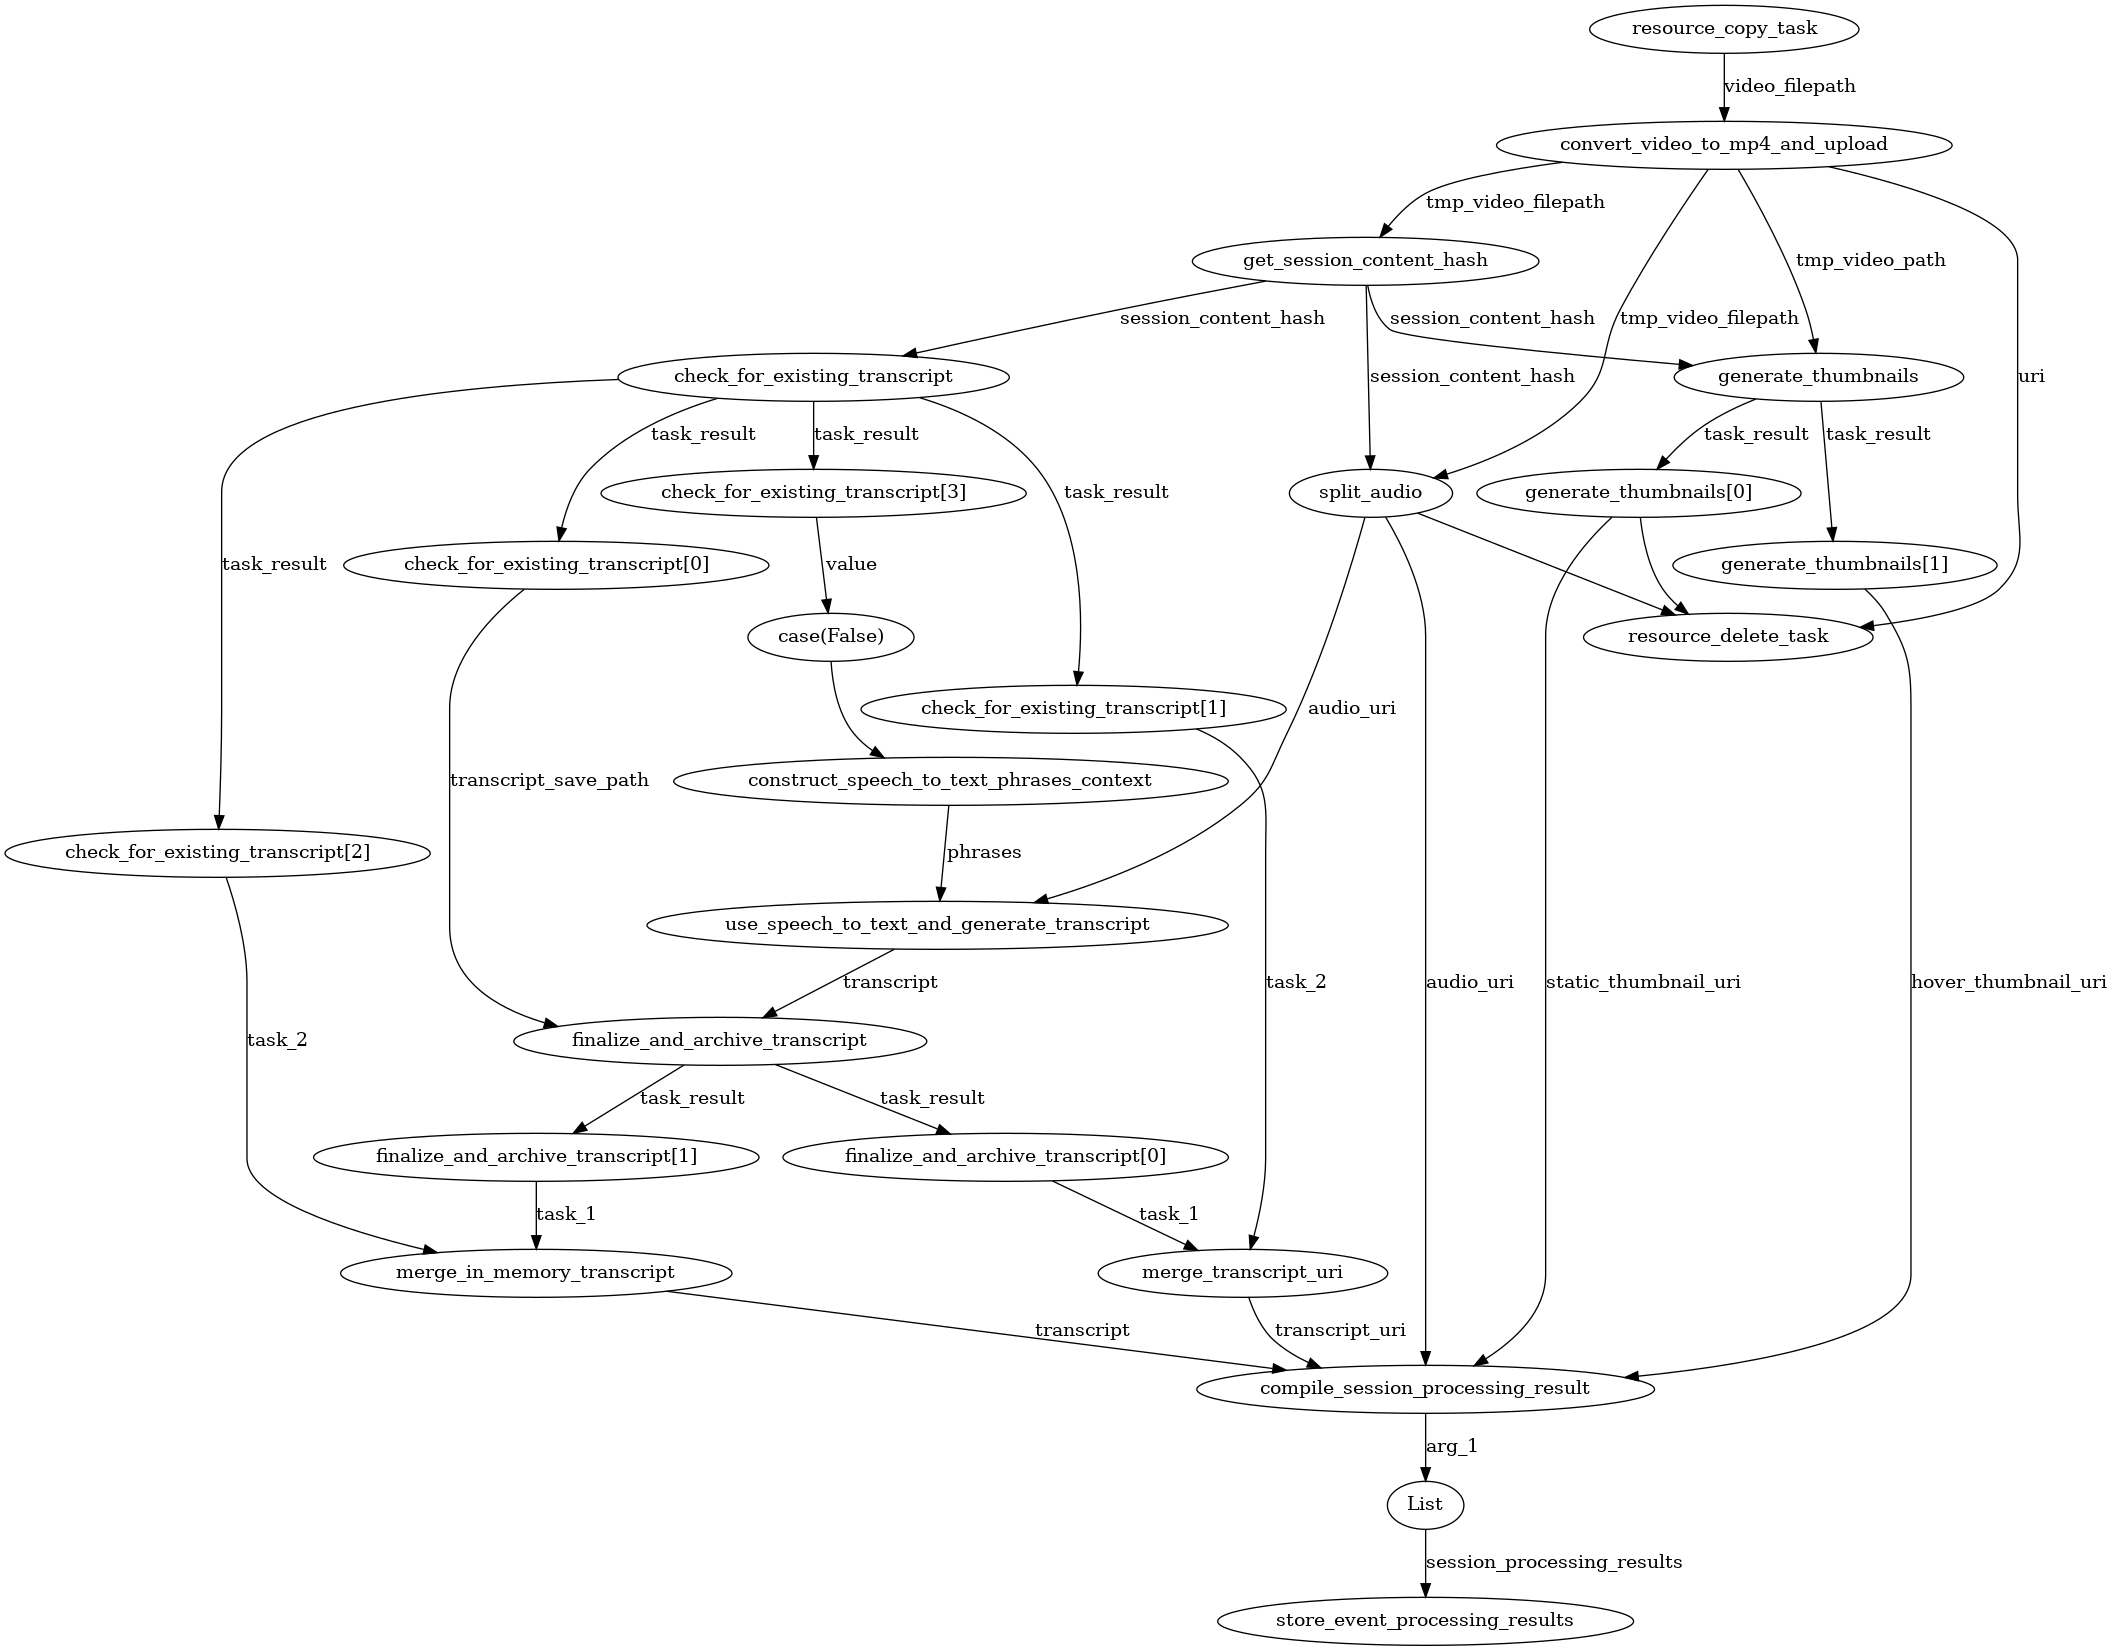 resource_copy_task
video_filepath
convert_video_to_mp4_and_upload
tmp_video_filepath
get_session_content_hash
tmp_video_path
session_content_hash
session_content_hash
tmp_video_filepath
check_for_existing_transcript
session_content_hash
generate_thumbnails
uri
task_result
task_result
task_result
task_result
check_for_existing_transcript[3]
task_result
split_audio
generate_thumbnails[0]
task_result
check_for_existing_transcript[0]
value
generate_thumbnails[1]
case(False)
resource_delete_task
check_for_existing_transcript[1]
audio_uri
transcript_save_path
construct_speech_to_text_phrases_context
check_for_existing_transcript[2]
phrases
use_speech_to_text_and_generate_transcript
transcript
task_2
audio_uri
static_thumbnail_uri
hover_thumbnail_uri
task_2
finalize_and_archive_transcript
task_result
task_result
finalize_and_archive_transcript[1]
finalize_and_archive_transcript[0]
task_1
task_1
merge_in_memory_transcript
merge_transcript_uri
transcript
transcript_uri
compile_session_processing_result
arg_1
List
session_processing_results
store_event_processing_results